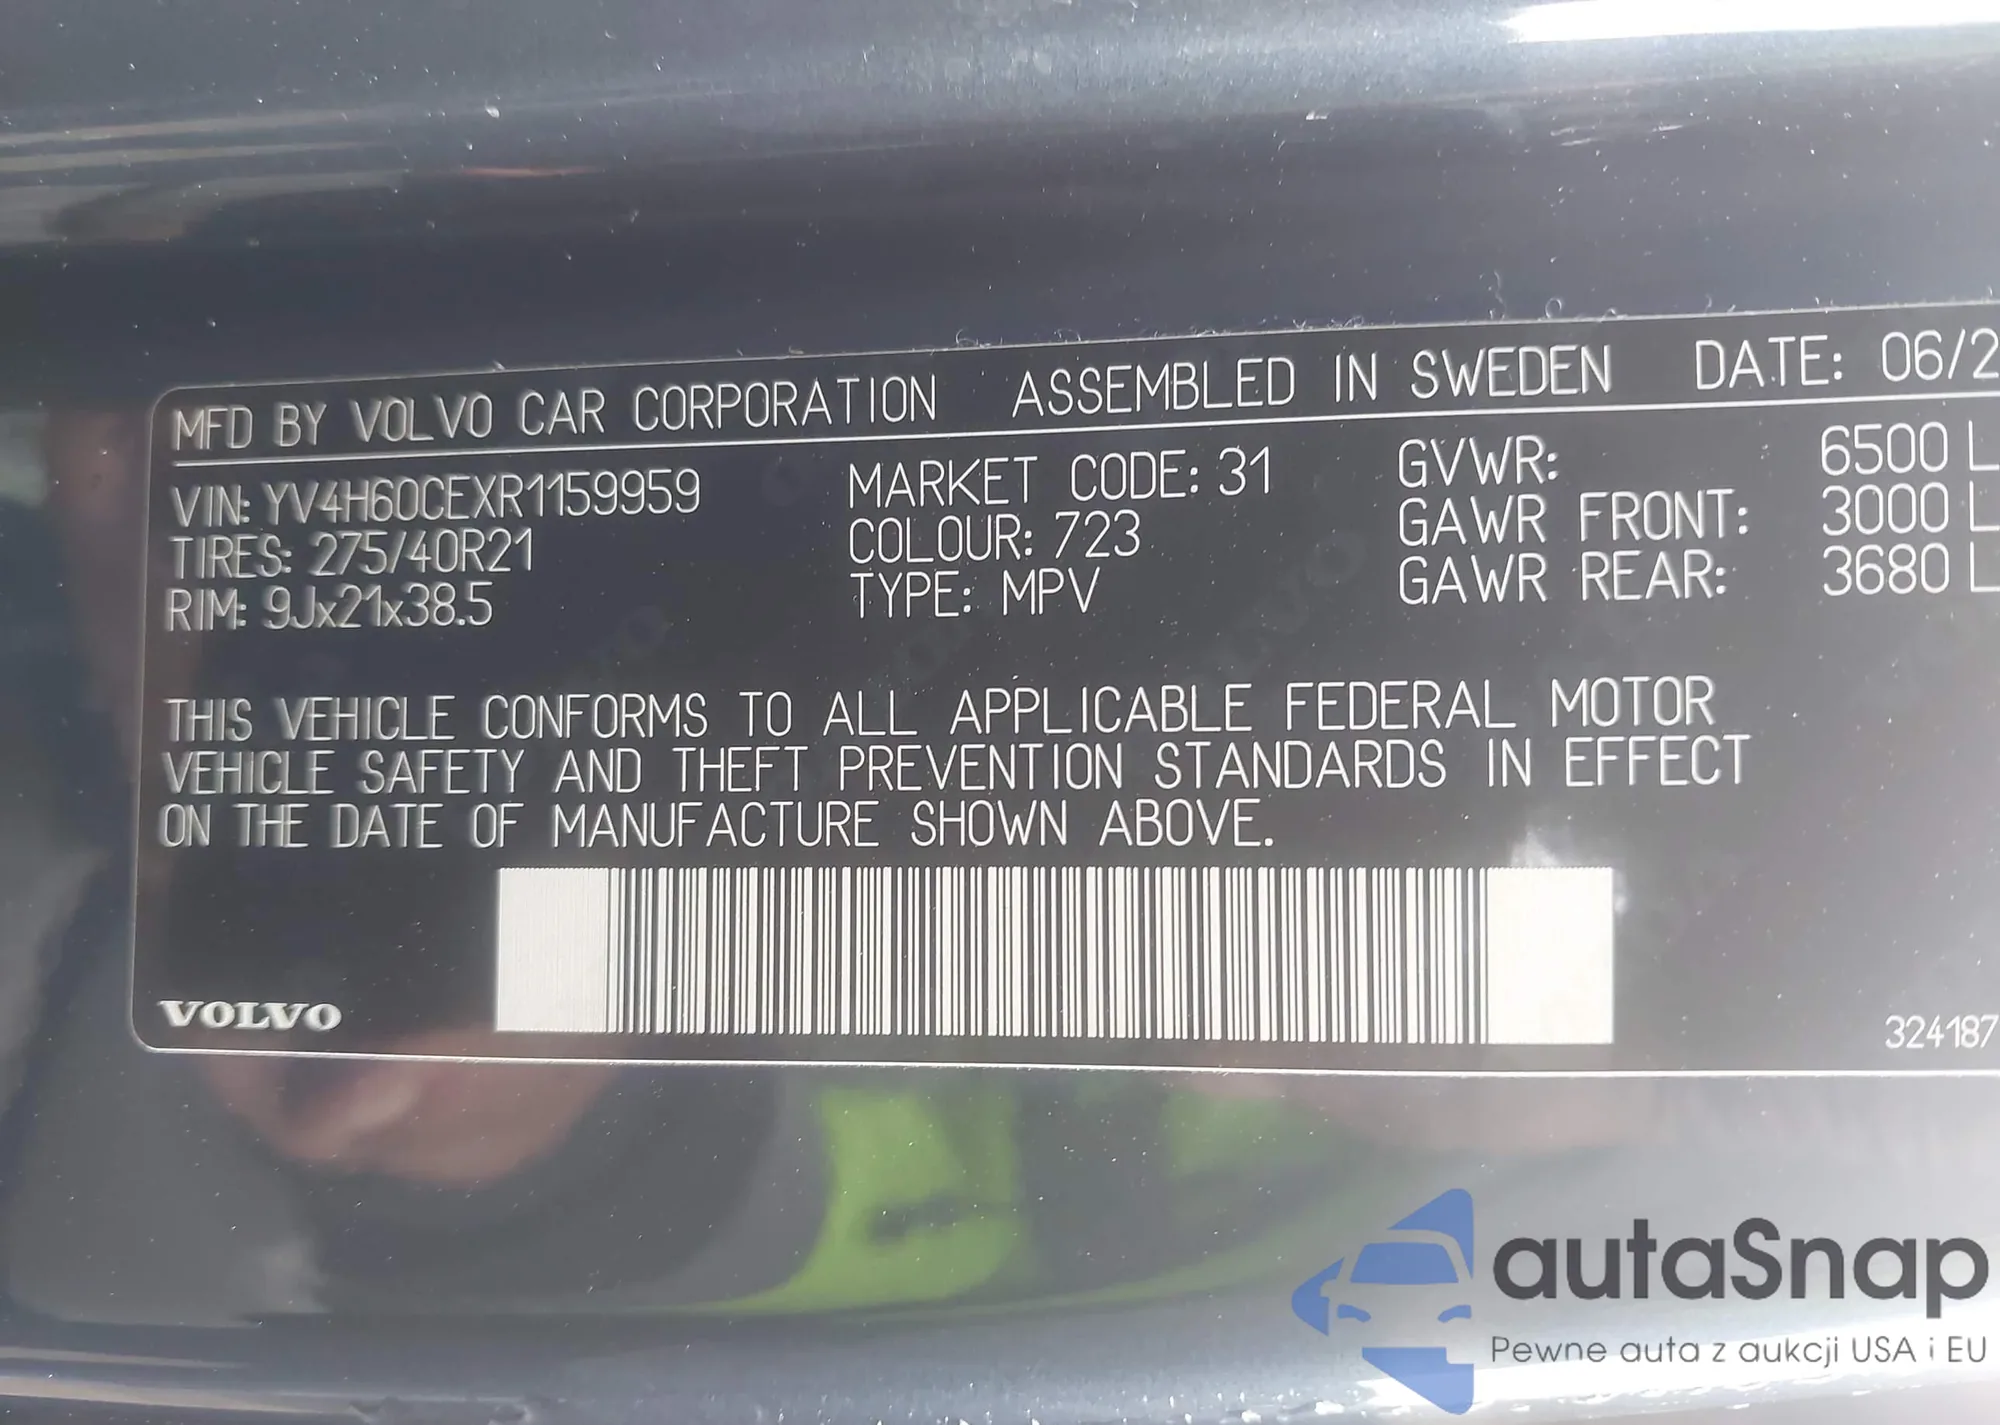 MFD BY VOLVO CAR CORPORATION ASSEMBLED IN SWEDEN DATE: 06/2
VIN: YV4H60CEXR1159959 MARKET CODE: 31 GVWR: 6500 L
TIRES: 275/40R21 COLOUR: 723 GAWR FRONT: 3000 L
RIM: 9Jx21x38.5 TYPE: MPV GAWR REAR: 3680 L
THIS VEHICLE CONFORMS TO ALL APPLICABLE FEDERAL MOTOR
VEHICLE SAFETY AND THEFT PREVENTION STANDARDS IN EFFECT
ON THE DATE OF MANUFACTURE SHOWN ABOVE.
VOLVO
324187
autaSnap
Pewne auta z aukcji USA i EU